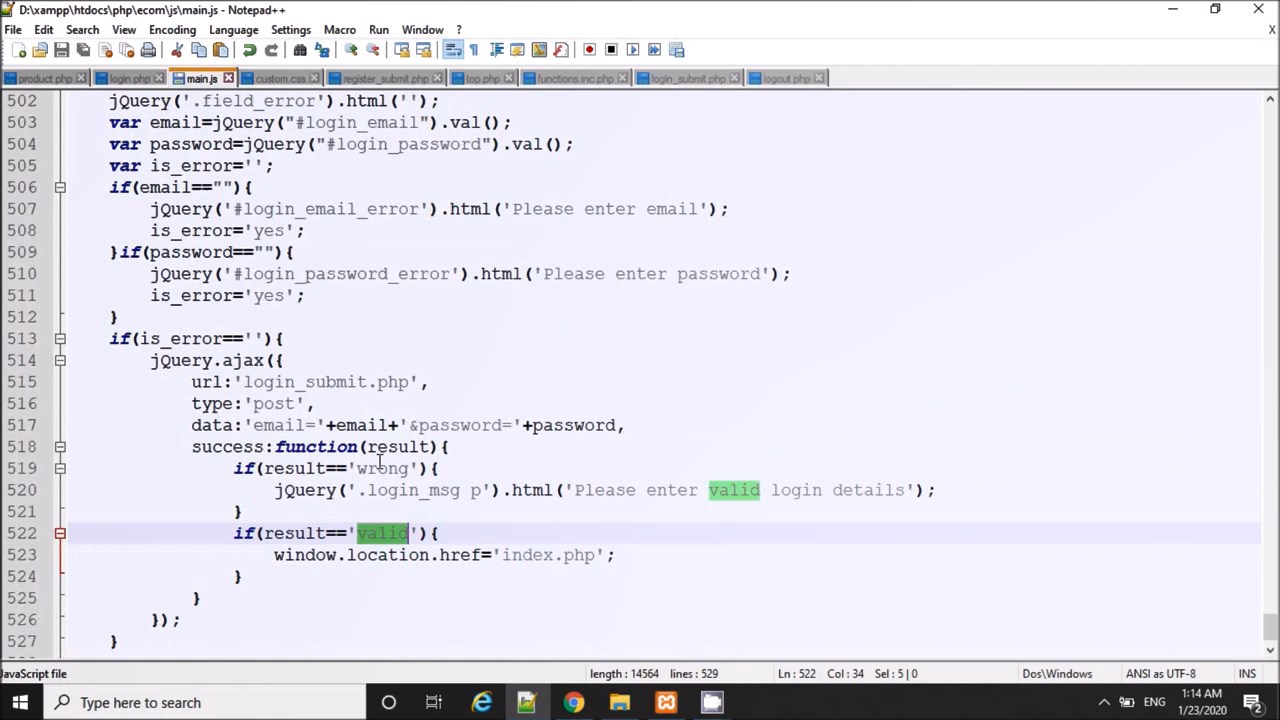 D:\xampp\htdocs\php\ecom\js\main.js - Notepad++
File Edit Search View Encoding Language Settings Macro Run Window ?
X
product.php login.php main.js custom.css register_submit.php top.php functions.inc.php login_submit.php logout.php
502 jQuery('.field_error').html('');
503 var email=jQuery("#login_email").val();
504 var password=jQuery("#login_password").val();
505 var is_error='';
506 if(email==""){
507 jQuery('#login_email_error').html('Please enter email');
508 is_error='yes';
509 }if(password==""){
510 jQuery('#login_password_error').html('Please enter password');
511 is_error='yes';
512 }
513 if(is_error==''){
514 jQuery.ajax({
515 url:'login_submit.php',
516 type:'post',
517 data:'email='+email+'&password='+password,
518 success:function(result){
519 if(result=='wrong'){
520 jQuery('.login_msg p').html('Please enter valid login details');
521 }
522 if(result=='valid'){
523 window.location.href='index.php';
524 }
525 }
526 });
527 }
JavaScript file length : 14564 lines : 529 Ln : 522 Col : 34 Sel : 5 | 0 Dos\Windows ANSI as UTF-8 INS
Type here to search ENG 1:14 AM
1/23/2020 2